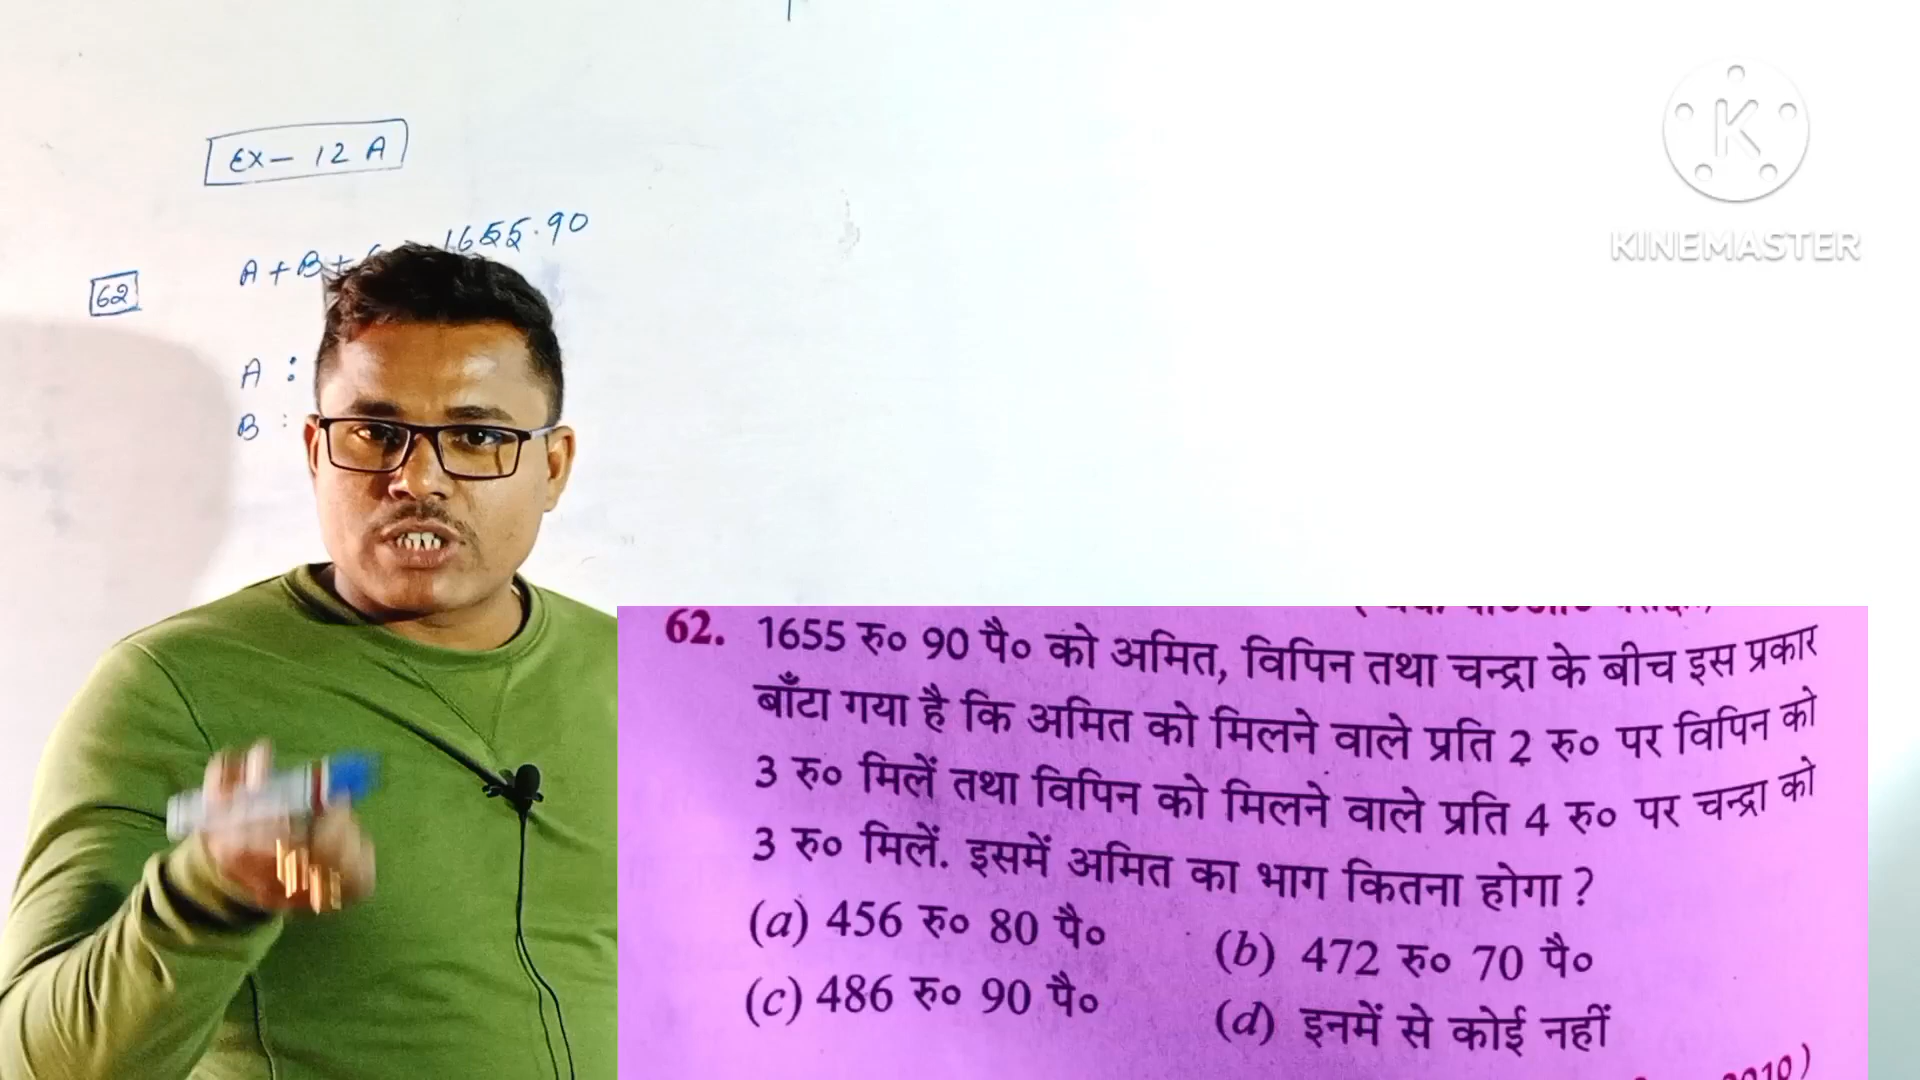 Ex - 12 A
62
A + B + 1655.90
A :
B :
KINEMASTER
62. 1655 रु० 90 पै० को अमित, विपिन तथा चन्द्रा के बीच इस प्रकार
बाँटा गया है कि अमित को मिलने वाले प्रति 2 रु० पर विपिन को
3 रु० मिलें तथा विपिन को मिलने वाले प्रति 4 रु० पर चन्द्रा को
3 रु० मिलें. इसमें अमित का भाग कितना होगा ?
(a) 456 रु० 80 पै० (b) 472 रु० 70 पै०
(c) 486 रु० 90 पै० (d) इनमें से कोई नहीं